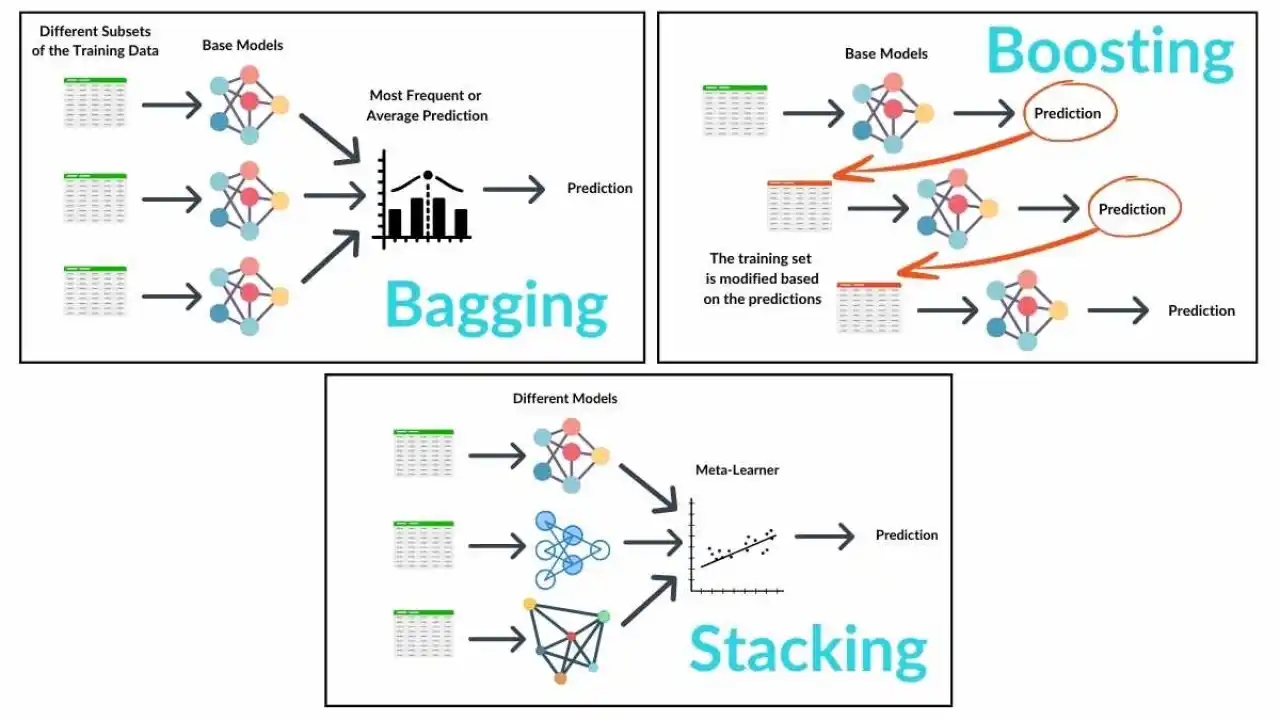 Different Subsets
of the Training Data
Base Models
Most Frequent or
Average Prediction
Prediction
Bagging
Boosting
Base Models
Prediction
Prediction
The training set
is modified based
on the predictions
Prediction
Different Models
Meta-Learner
Prediction
Stacking